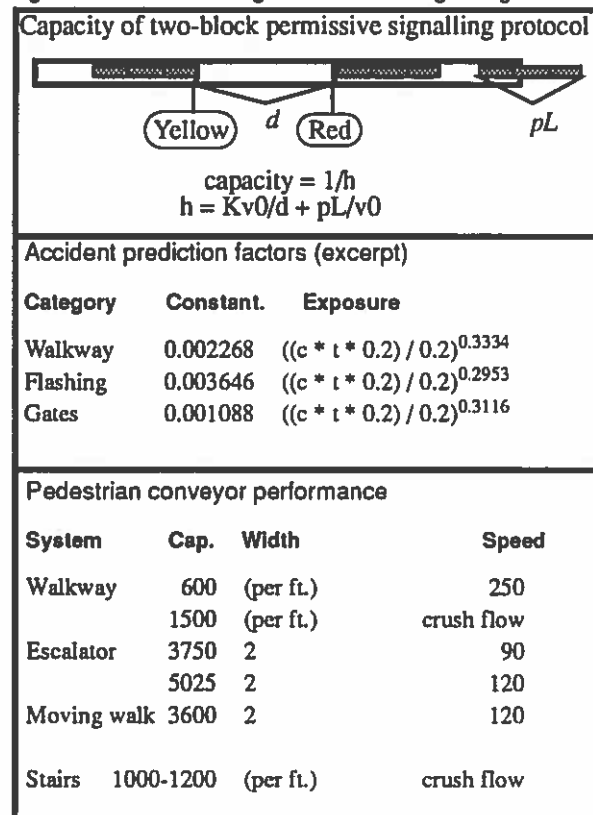 Capacity of two-block permissive signalling protocol
Yellow d Red pL
capacity = 1/h
h = Kv0/d + pL/v0
Accident prediction factors (excerpt)
Category Constant. Exposure
Walkway 0.002268 ((c * t * 0.2) / 0.2)^0.3334
Flashing 0.003646 ((c * t * 0.2) / 0.2)^0.2953
Gates 0.001088 ((c * t * 0.2) / 0.2)^0.3116
Pedestrian conveyor performance
System Cap. Width Speed
Walkway 600 (per ft.) 250
1500 (per ft.) crush flow
Escalator 3750 2 90
5025 2 120
Moving walk 3600 2 120
Stairs 1000-1200 (per ft.) crush flow